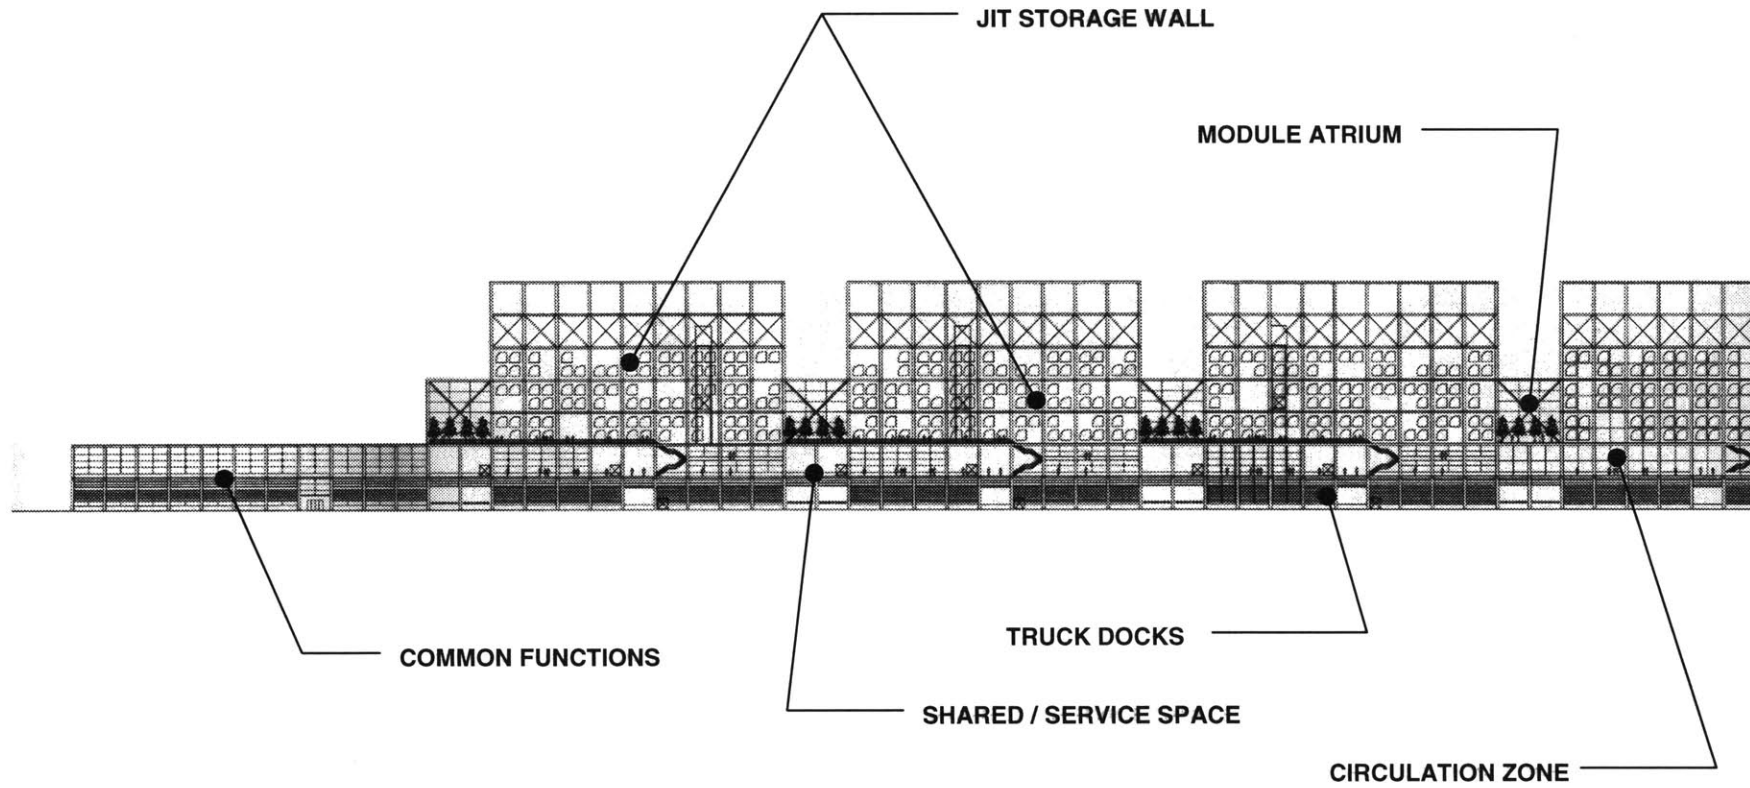 JIT STORAGE WALL
MODULE ATRIUM
TRUCK DOCKS
COMMON FUNCTIONS
SHARED / SERVICE SPACE
CIRCULATION ZONE